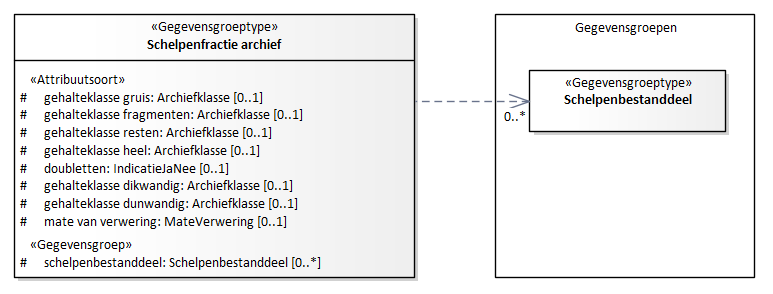 «Gegevensgroeptype»
Schelpenfractie archief
«Attribuutsoort»
# gehalteklasse gruis: Archiefklasse [0..1]
# gehalteklasse fragmenten: Archiefklasse [0..1]
# gehalteklasse resten: Archiefklasse [0..1]
# gehalteklasse heel: Archiefklasse [0..1]
# doubletten: IndicatieJaNee [0..1]
# gehalteklasse dikwandig: Archiefklasse [0..1]
# gehalteklasse dunwandig: Archiefklasse [0..1]
# mate van verwering: MateVerwering [0..1]
«Gegevensgroep»
# schelpenbestanddeel: Schelpenbestanddeel [0..*]
0..*
Gegevensgroepen
«Gegevensgroeptype»
Schelpenbestanddeel